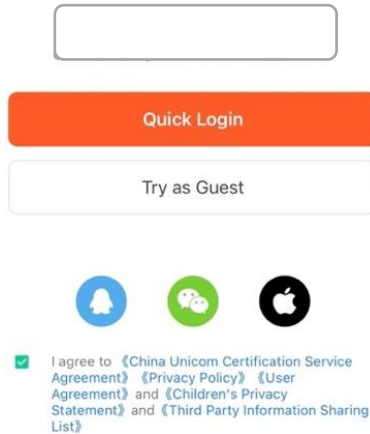 Quick Login
Try as Guest
I agree to 《China Unicom Certification Service
Agreement》 《Privacy Policy》 《User
Agreement》 and 《Children's Privacy
Statement》 and 《Third Party Information Sharing
List》